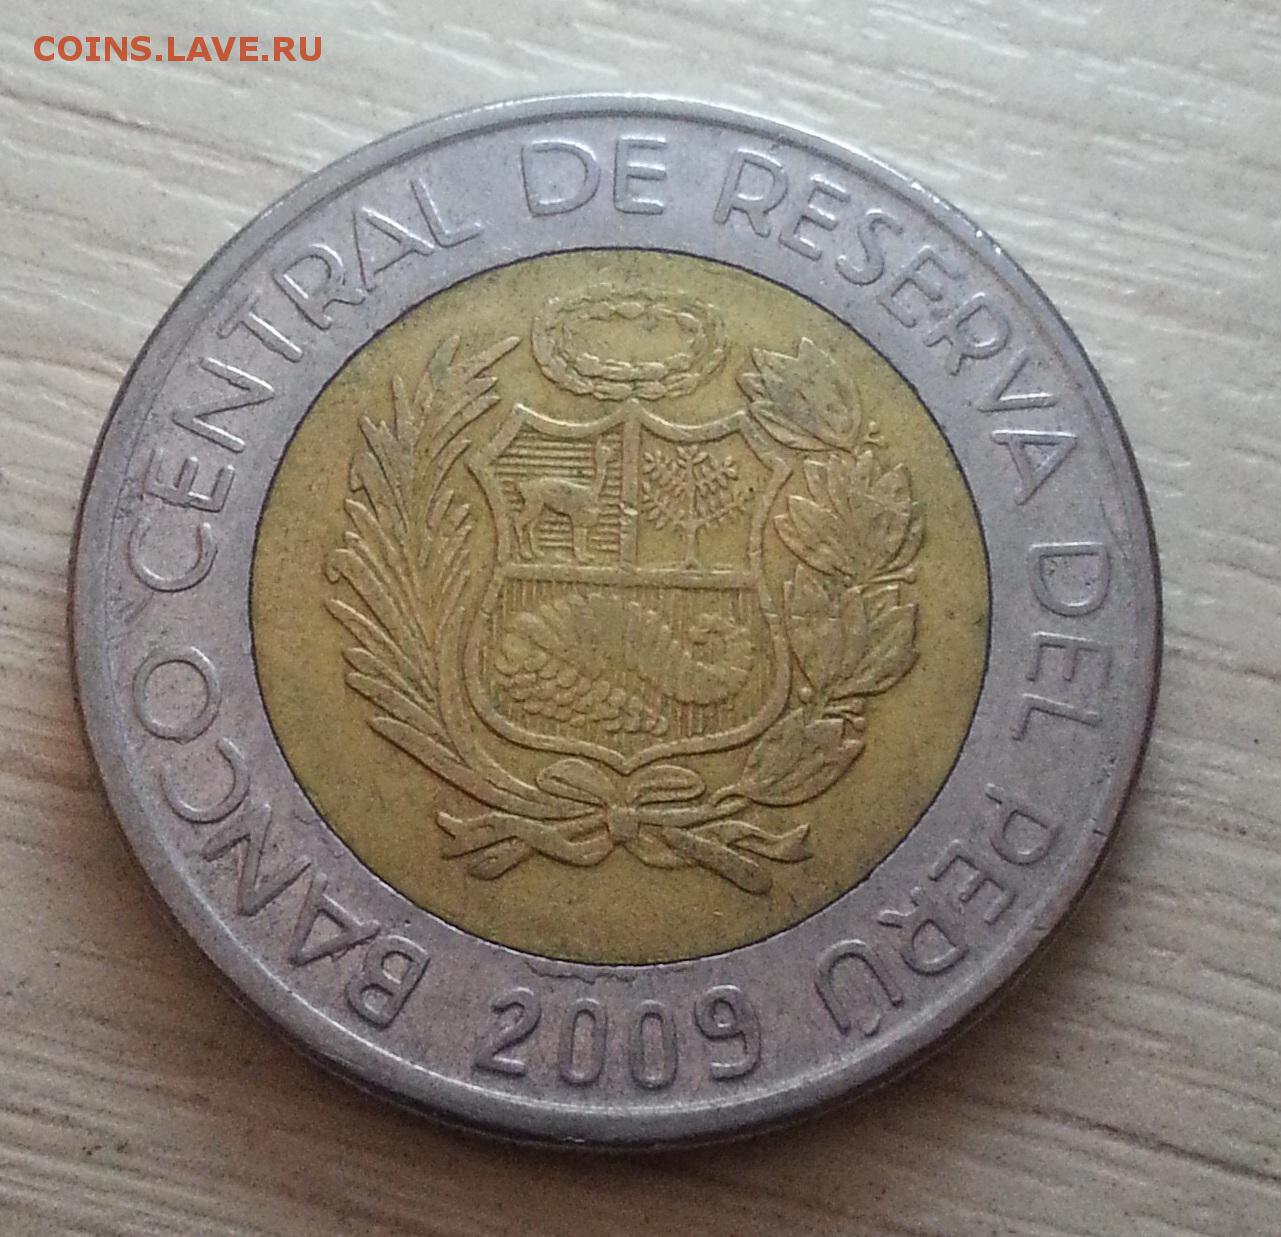 COINS.LAVE.RU
BANCO CENTRAL DE RESERVA DEL PERÚ
2009